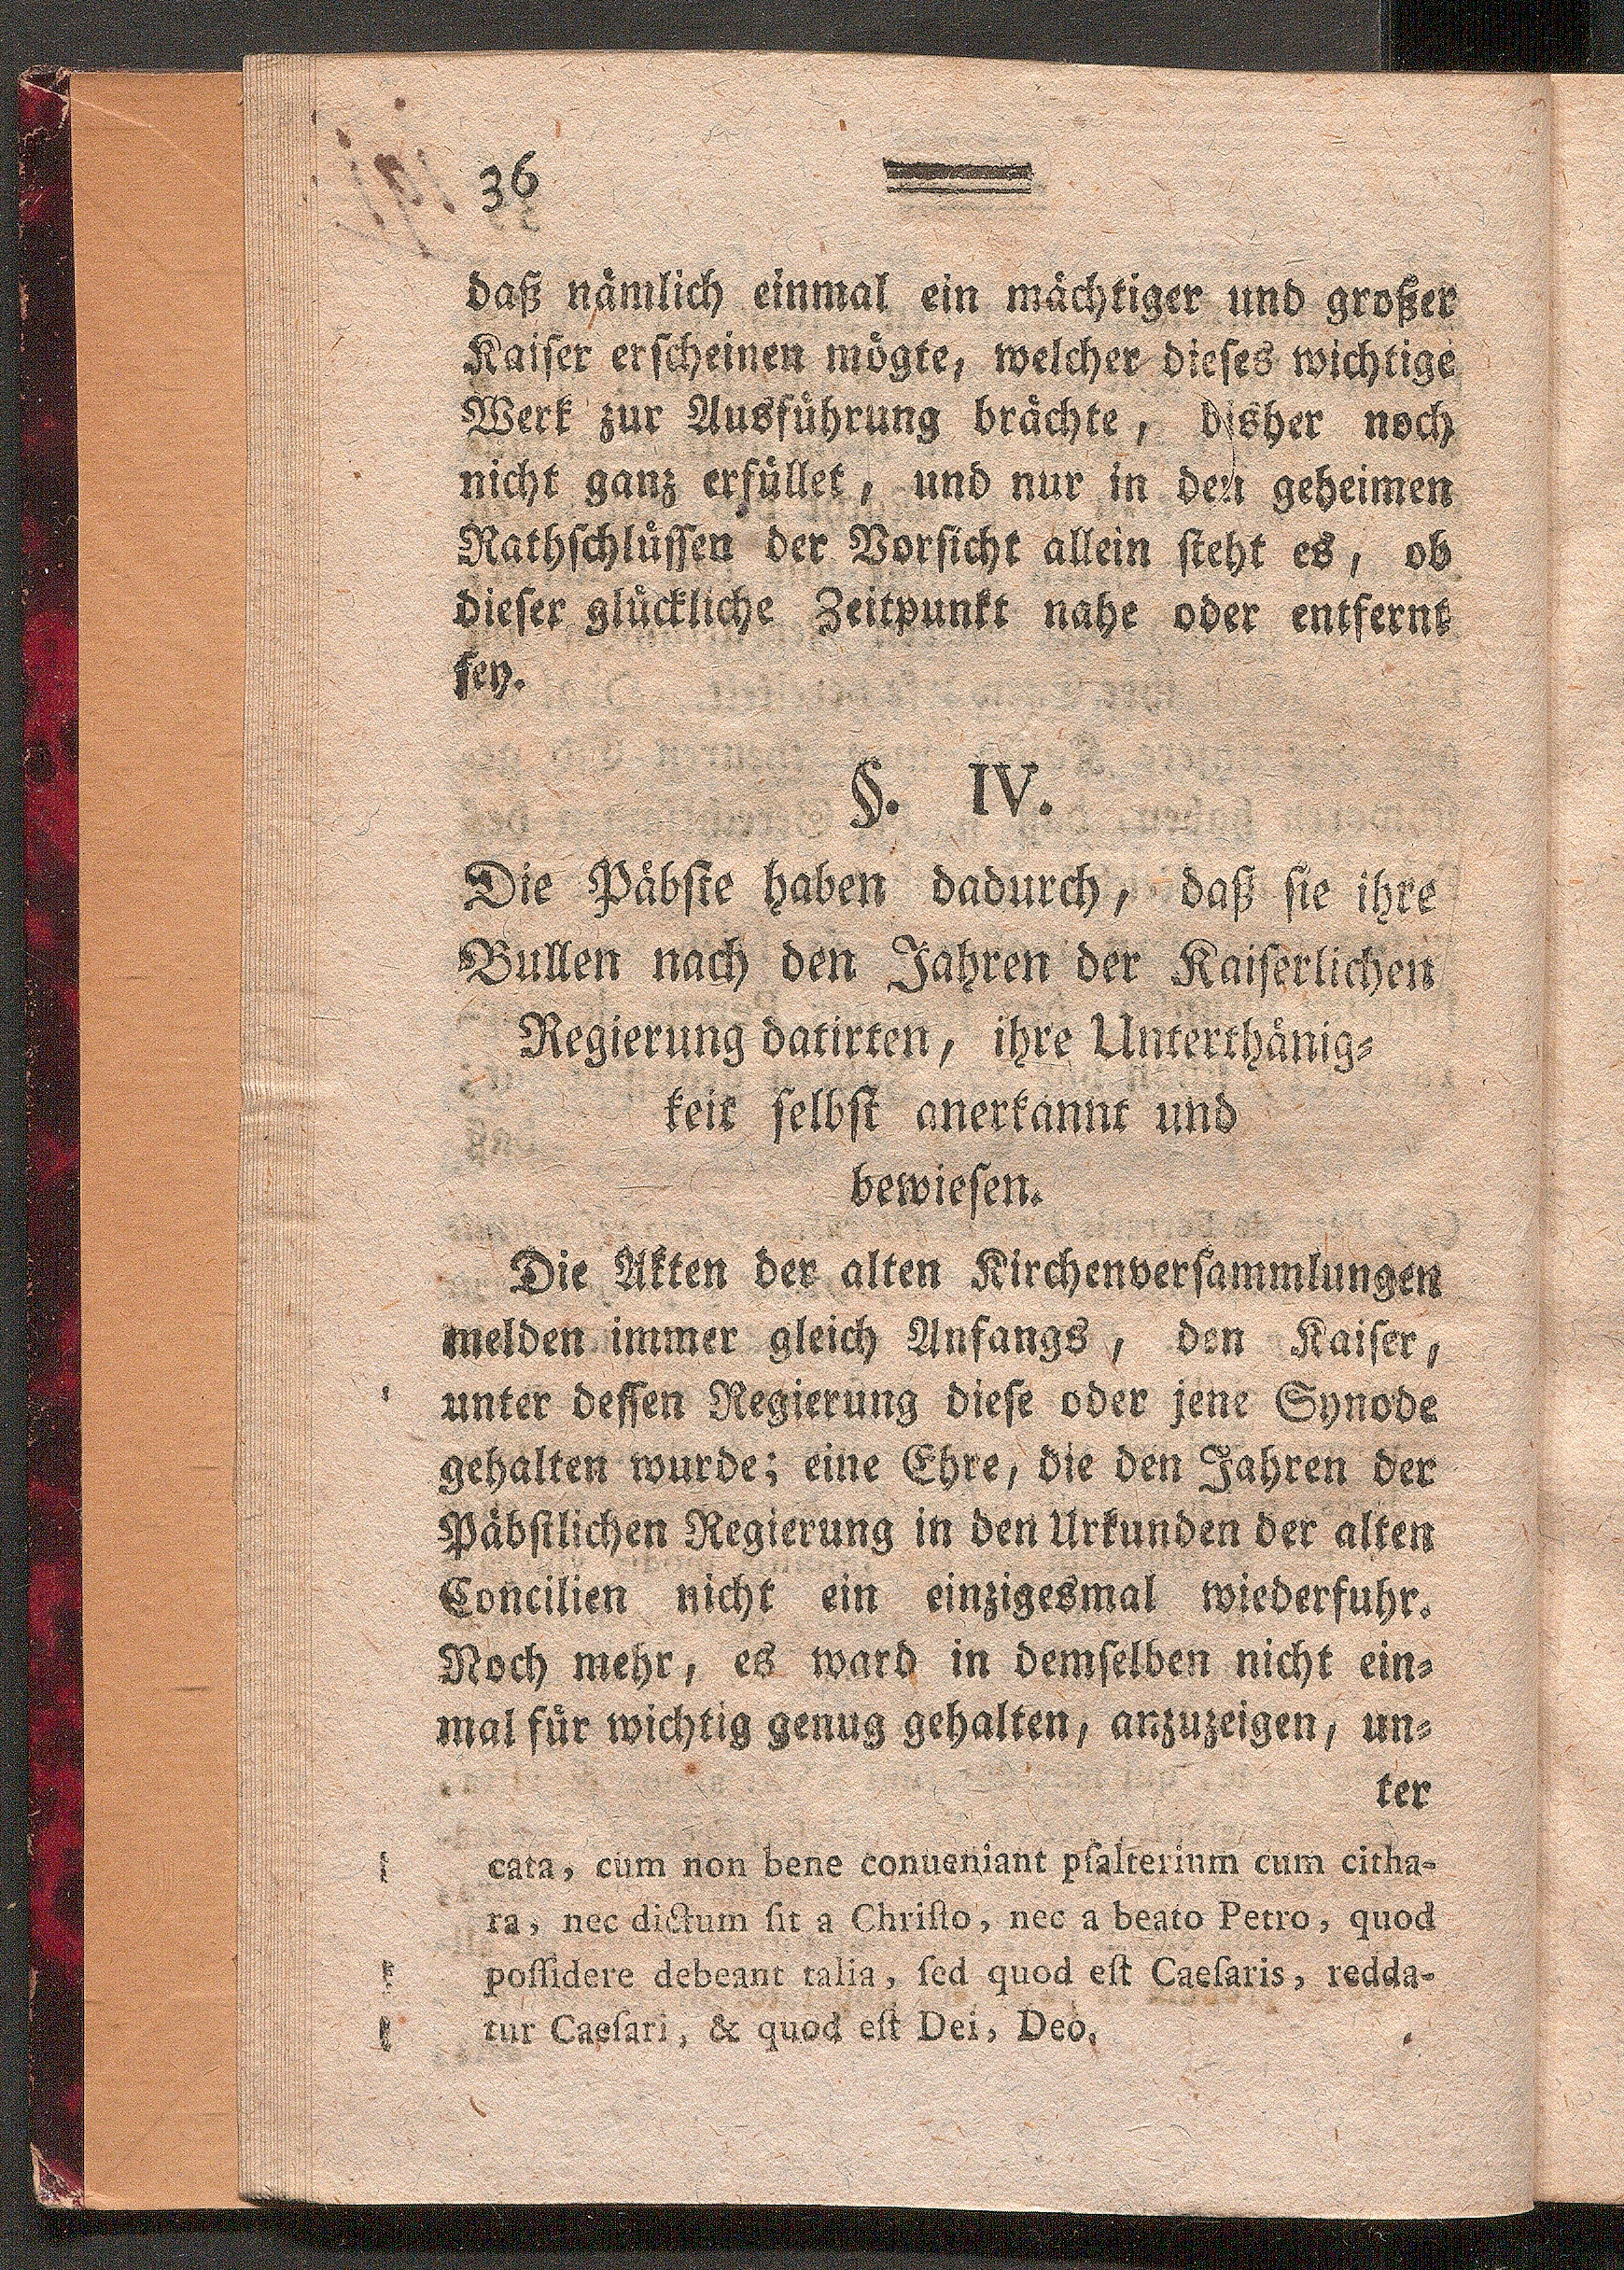 36
daß nämlich einmal ein mächtiger und großer
Kaiser erscheinen mögte, welcher dieses wichtige
Werk zur Ausführung brächte, bisher noch
nicht ganz erfüllet, und nur in den geheimen
Rathschlüssen der Vorsicht allein steht es, ob
dieser glückliche Zeitpunkt nahe oder entfernt
sey.
§. IV.
Die Päbste haben dadurch, daß sie ihre
Bullen nach den Jahren der Kaiserlichen
Regierung datirten, ihre Unterthänig-
keit selbst anerkannt und
bewiesen.
Die Akten der alten Kirchenversammlungen
melden immer gleich Anfangs, den Kaiser,
unter dessen Regierung diese oder jene Synode
gehalten wurde; eine Ehre, die den Jahren der
Päbstlichen Regierung in den Urkunden der alten
Concilien nicht ein einzigesmal wiederfuhr.
Noch mehr, es ward in demselben nicht ein-
mal für wichtig genug gehalten, anzuzeigen, un-
ter
cata, cum non bene conueniant pſalterium cum citha-
ra, nec dictum ſit a Chriſto, nec a beato Petro, quod
poſſidere debeant talia, ſed quod eſt Caeſaris, redda-
tur Caeſari, & quod eſt Dei, Deo.